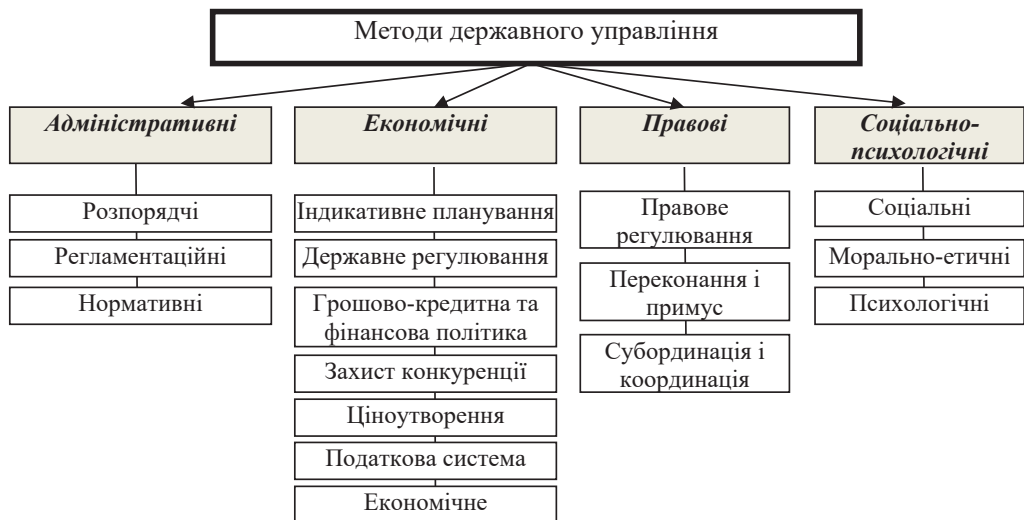 Методи державного управління
Адміністративні
Розпорядчі
Регламентаційні
Нормативні
Економічні
Індикативне планування
Державне регулювання
Грошово-кредитна та
фінансова політика
Захист конкуренції
Ціноутворення
Податкова система
Економічне
Правові
Правове
регулювання
Переконання і
примус
Субординація і
координація
Соціально-
психологічні
Соціальні
Морально-етичні
Психологічні